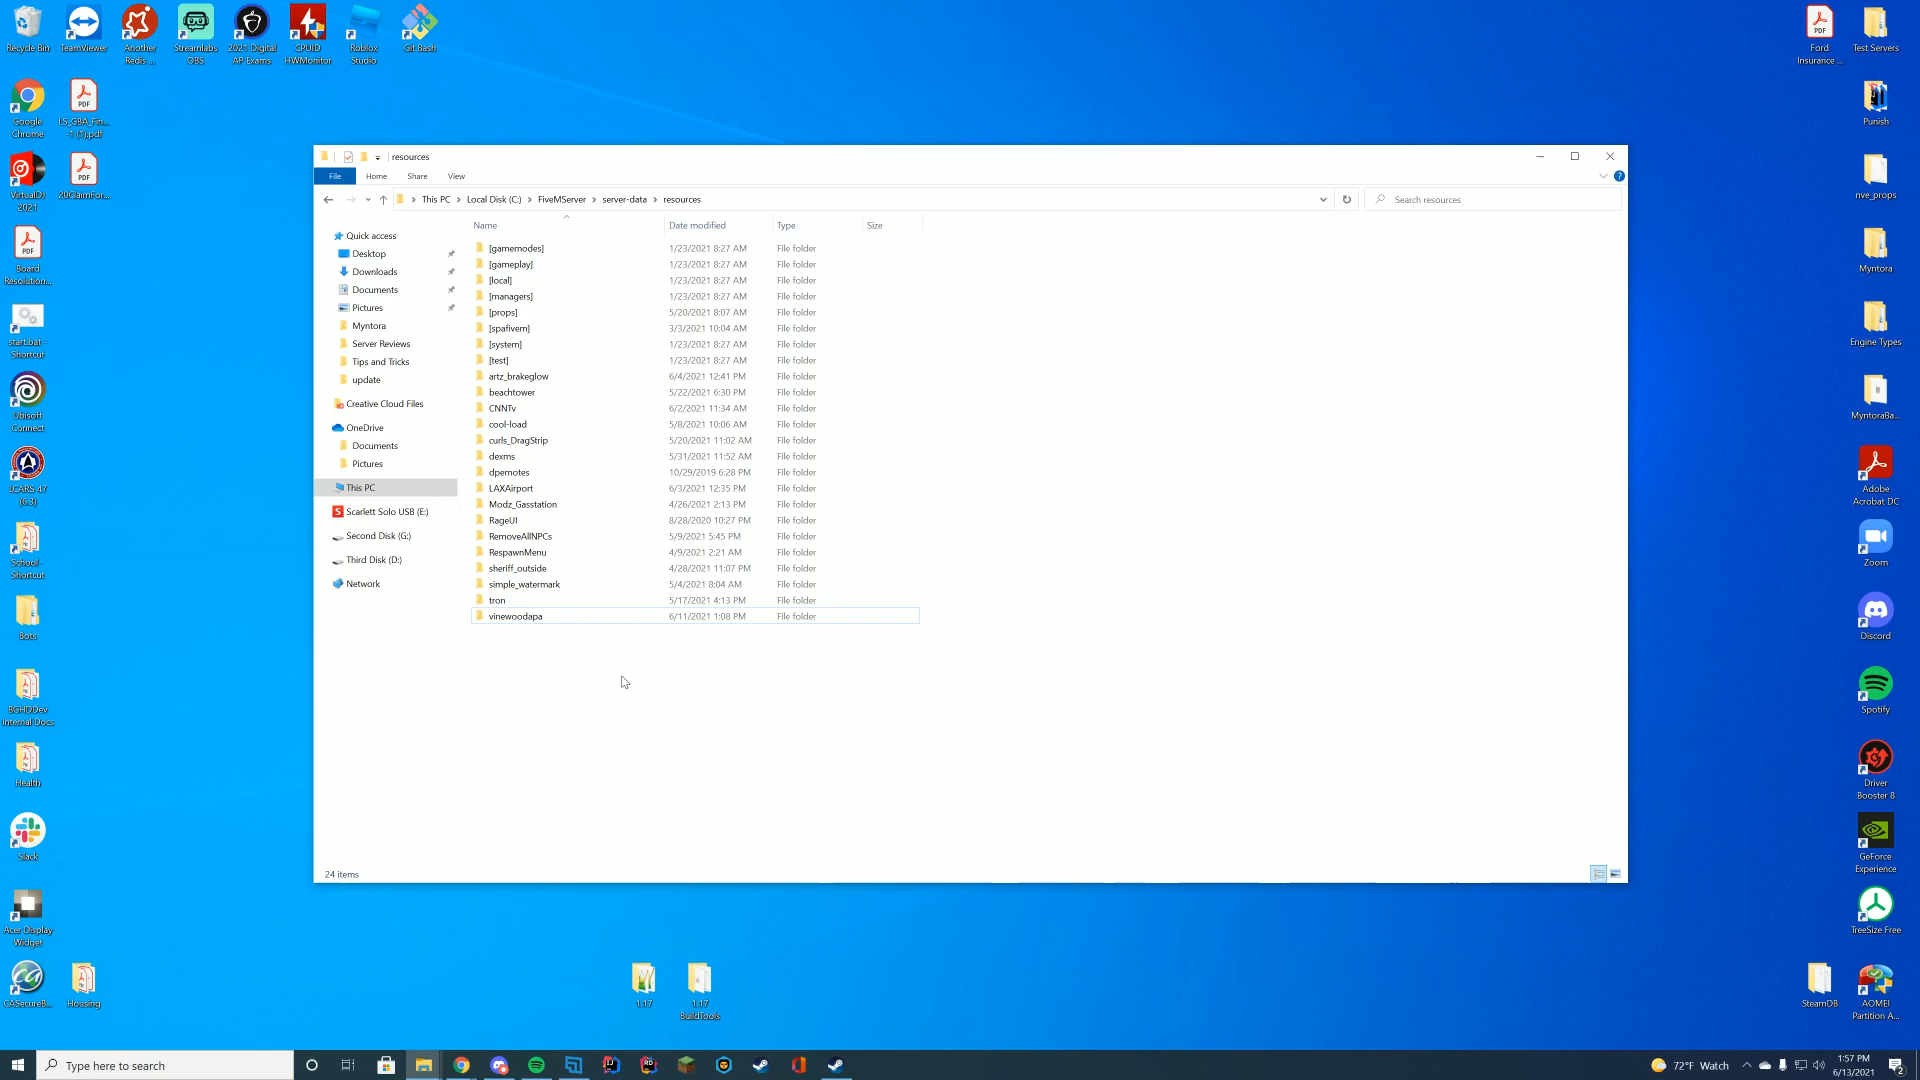 Recycle Bin
TeamViewer
Another
Redis ...
Streamlabs
OBS
2021 Digital
AP Exams
CPUID
HWMonitor
Roblox
Studio
Git Bash
Ford
Insurance ...
Test Servers
Google
Chrome
LS_GBA_Fin...
-1 (1).pdf
Punish
VirtualDJ
2021
20ClaimFor...
nve_props
Board
Resolution...
Myntora
start.bat -
Shortcut
Engine Types
Ubisoft
Connect
MyntoraBa...
LCARS 47
(6.3)
Adobe
Acrobat DC
School -
Shortcut
Zoom
Bots
Discord
BGHDDev
Internal Docs
Spotify
Health
Driver
Booster 8
Slack
GeForce
Experience
Acer Display
Widget
TreeSize Free
CASecureB...
Housing
1.17
1.17
BuildTools
SteamDB
AOMEI
Partition A...
resources
File
Home
Share
View
This PC > Local Disk (C:) > FiveMServer > server-data > resources
Search resources
Name
Date modified
Type
Size
Quick access
Desktop
Downloads
Documents
Pictures
Myntora
Server Reviews
Tips and Tricks
update
Creative Cloud Files
OneDrive
Documents
Pictures
This PC
Scarlett Solo USB (E:)
Second Disk (G:)
Third Disk (D:)
Network
[gamemodes] 1/23/2021 8:27 AM File folder
[gameplay] 1/23/2021 8:27 AM File folder
[local] 1/23/2021 8:27 AM File folder
[managers] 1/23/2021 8:27 AM File folder
[props] 5/20/2021 8:07 AM File folder
[spafivem] 3/3/2021 10:04 AM File folder
[system] 1/23/2021 8:27 AM File folder
[test] 1/23/2021 8:27 AM File folder
artz_brakeglow 6/4/2021 12:41 PM File folder
beachtower 5/22/2021 6:30 PM File folder
CNNTv 6/2/2021 11:34 AM File folder
cool-load 5/8/2021 10:06 AM File folder
curls_DragStrip 5/20/2021 11:02 AM File folder
dexms 5/31/2021 11:52 AM File folder
dpemotes 10/29/2019 6:28 PM File folder
LAXAirport 6/3/2021 12:35 PM File folder
Modz_Gasstation 4/26/2021 2:13 PM File folder
RageUI 8/28/2020 10:27 PM File folder
RemoveAllNPCs 5/9/2021 5:45 PM File folder
RespawnMenu 4/9/2021 2:21 AM File folder
sheriff_outside 4/28/2021 11:07 PM File folder
simple_watermark 5/4/2021 8:04 AM File folder
tron 5/17/2021 4:13 PM File folder
vinewoodapa 6/11/2021 1:08 PM File folder
24 items
Type here to search
72°F Watch
1:57 PM
6/13/2021
2